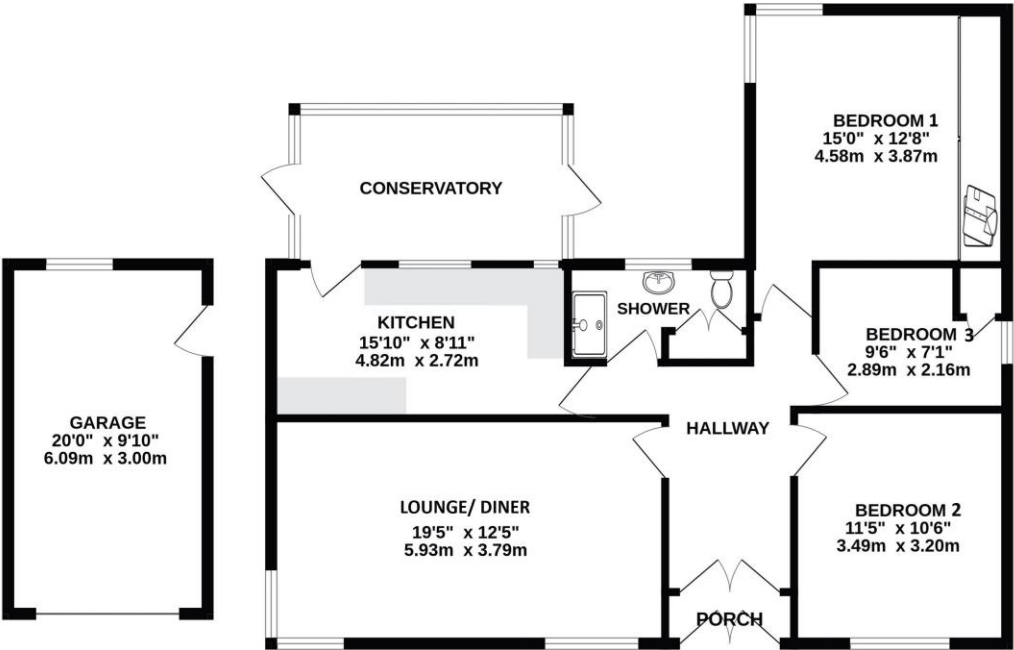 BEDROOM 1
15'0" x 12'8"
4.58m x 3.87m
CONSERVATORY
SHOWER
KITCHEN
15'10" x 8'11"
4.82m x 2.72m
BEDROOM 3
9'6" x 7'1"
2.89m x 2.16m
GARAGE
20'0" x 9'10"
6.09m x 3.00m
HALLWAY
LOUNGE/ DINER
19'5" x 12'5"
5.93m x 3.79m
BEDROOM 2
11'5" x 10'6"
3.49m x 3.20m
PORCH